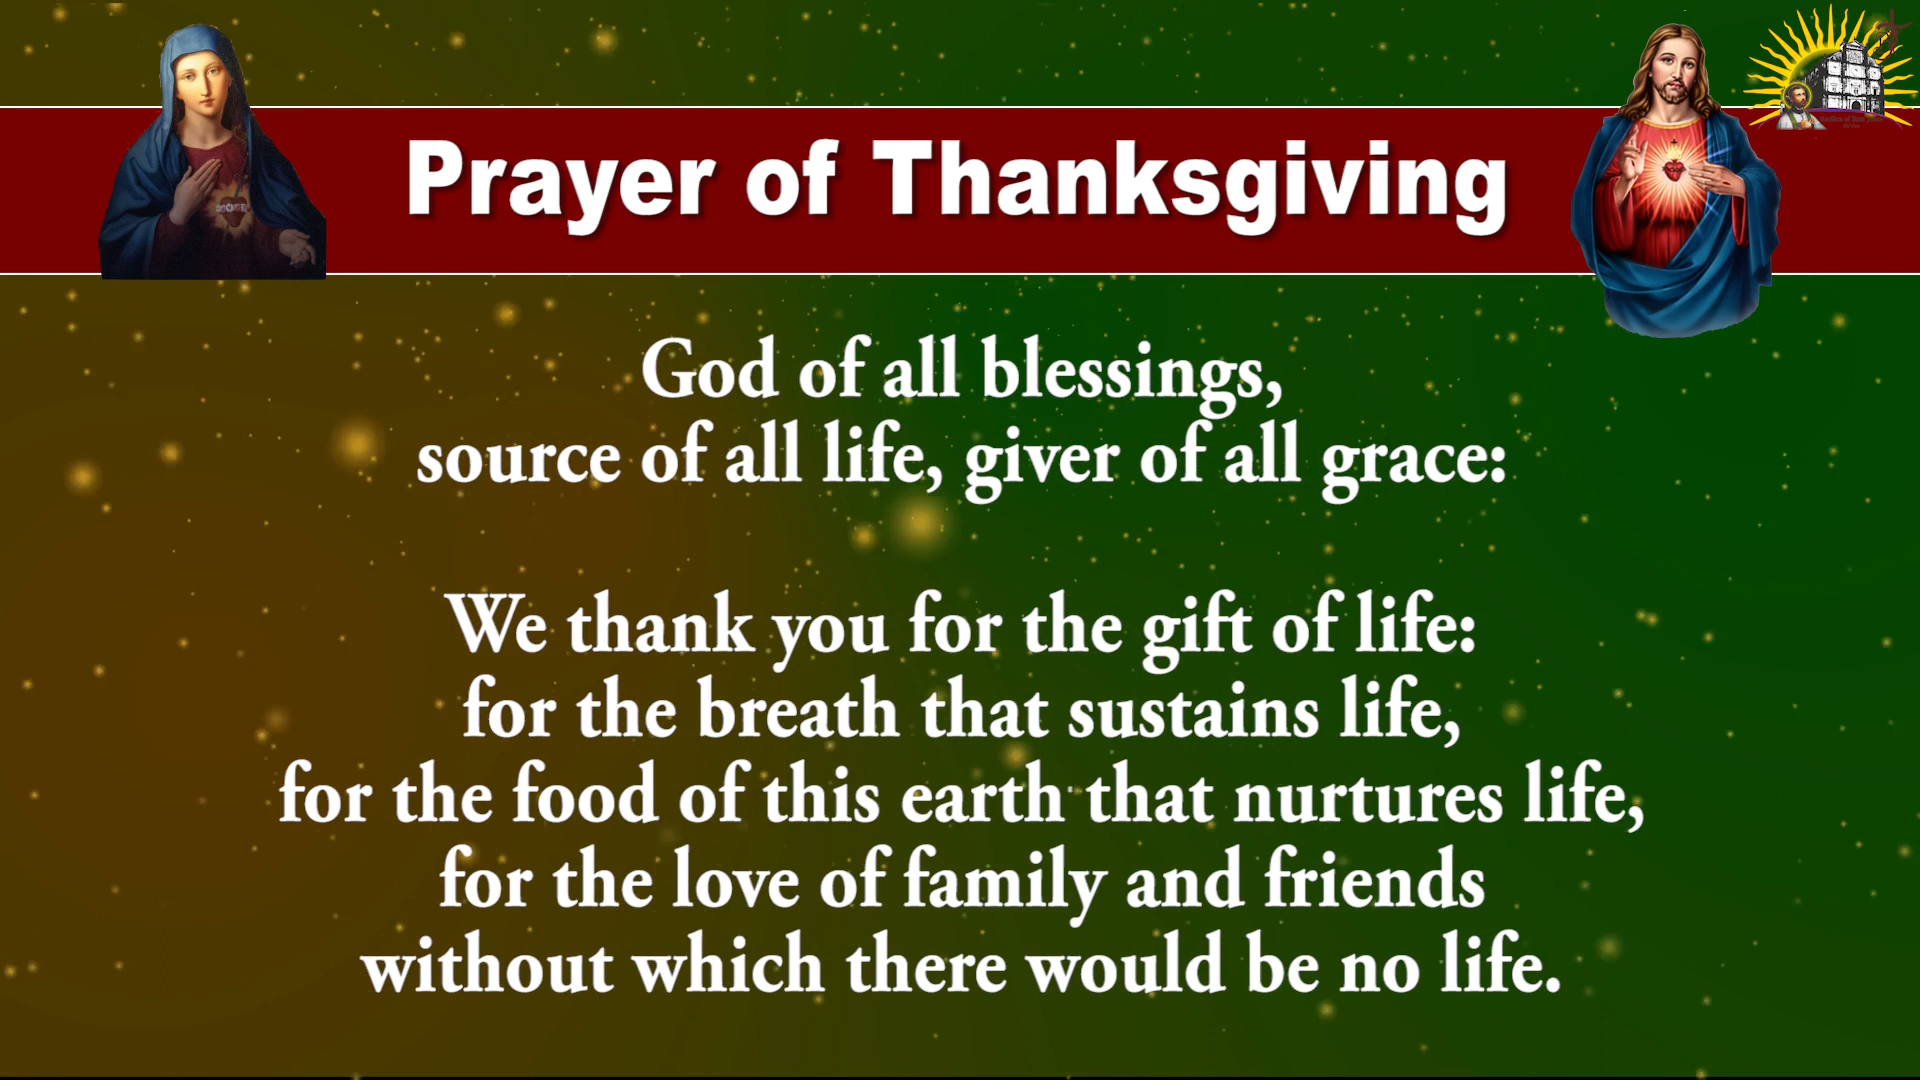 Prayer of Thanksgiving
God of all blessings,
source of all life, giver of all grace:
We thank you for the gift of life:
for the breath that sustains life,
for the food of this earth that nurtures life,
for the love of family and friends
without which there would be no life.